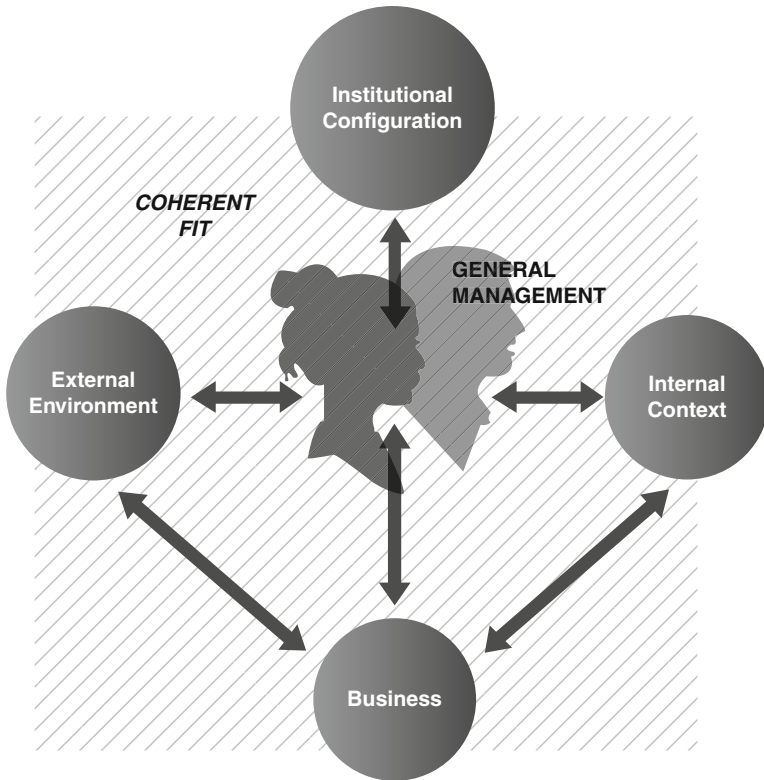 Institutional
Configuration
COHERENT
FIT
GENERAL
MANAGEMENT
External
Environment
Internal
Context
Business